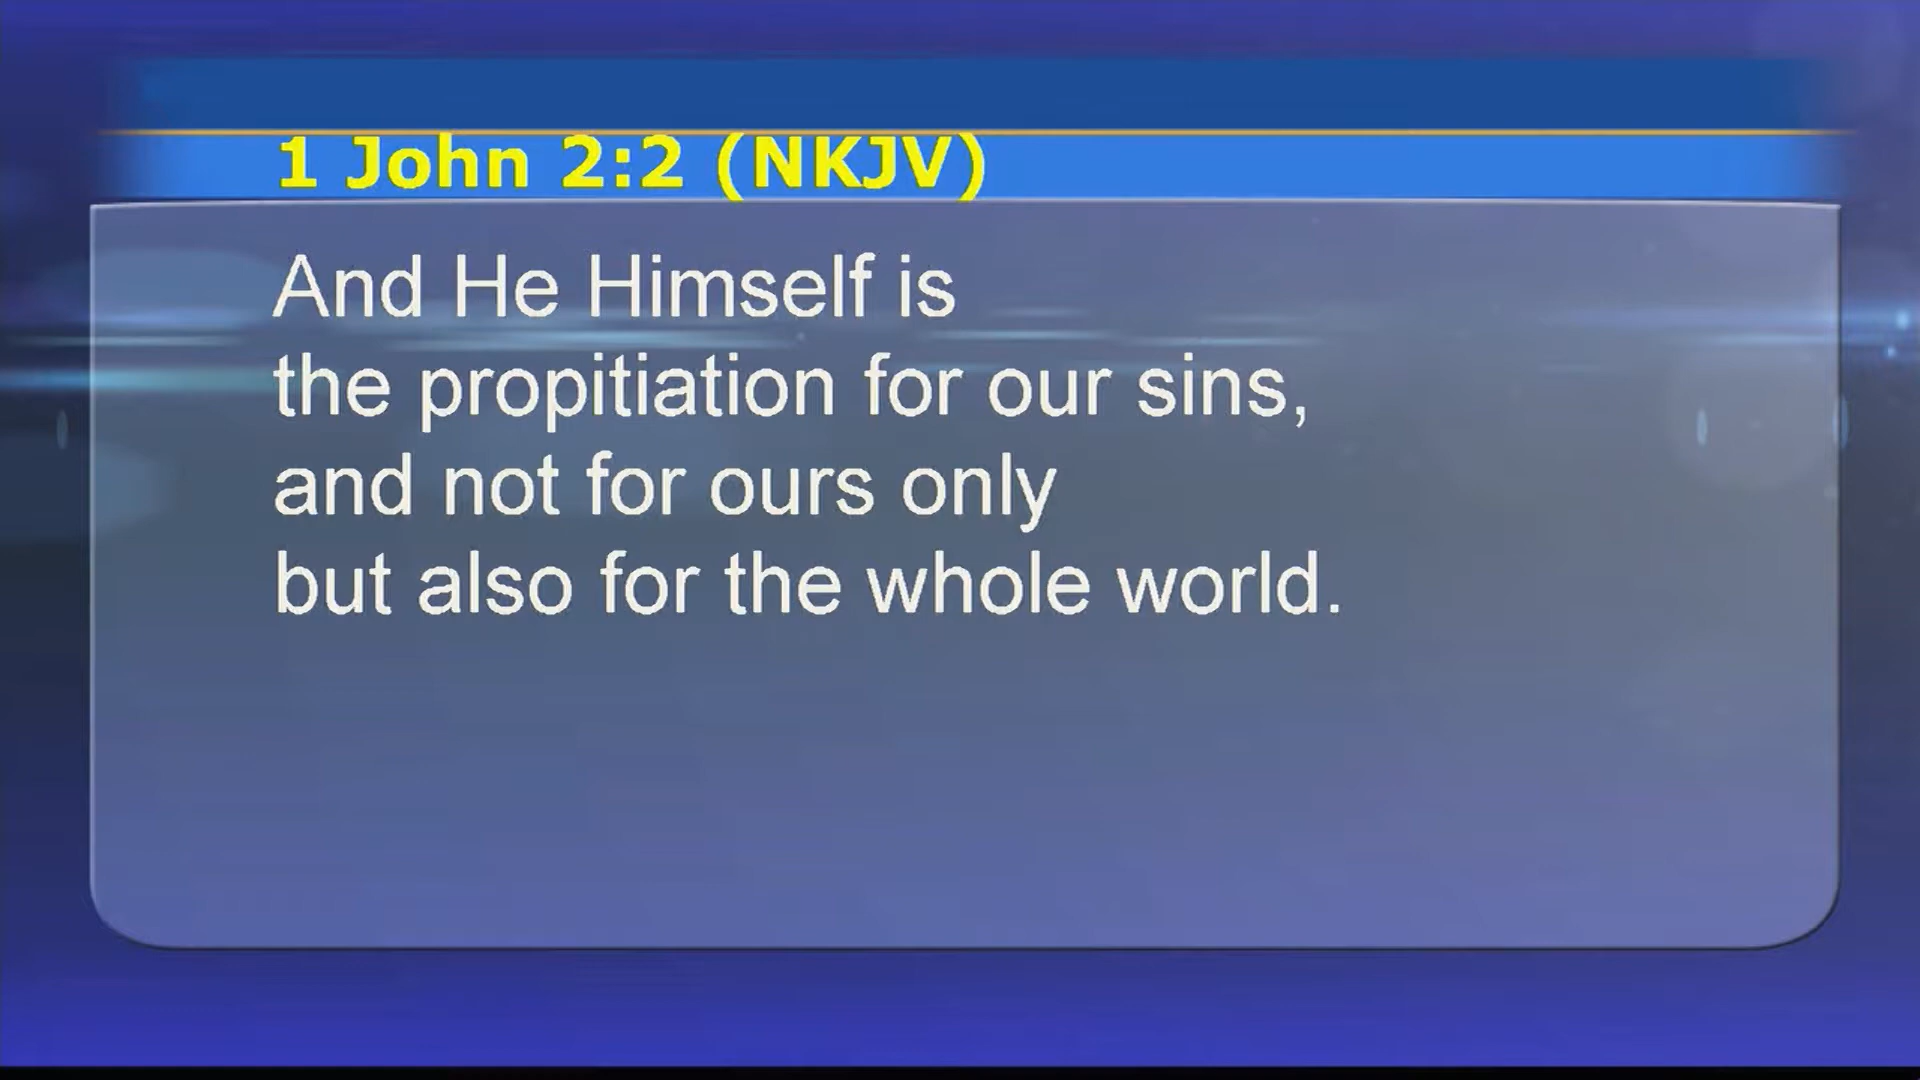 1 John 2:2 (NKJV)
And He Himself is
the propitiation for our sins,
and not for ours only
but also for the whole world.